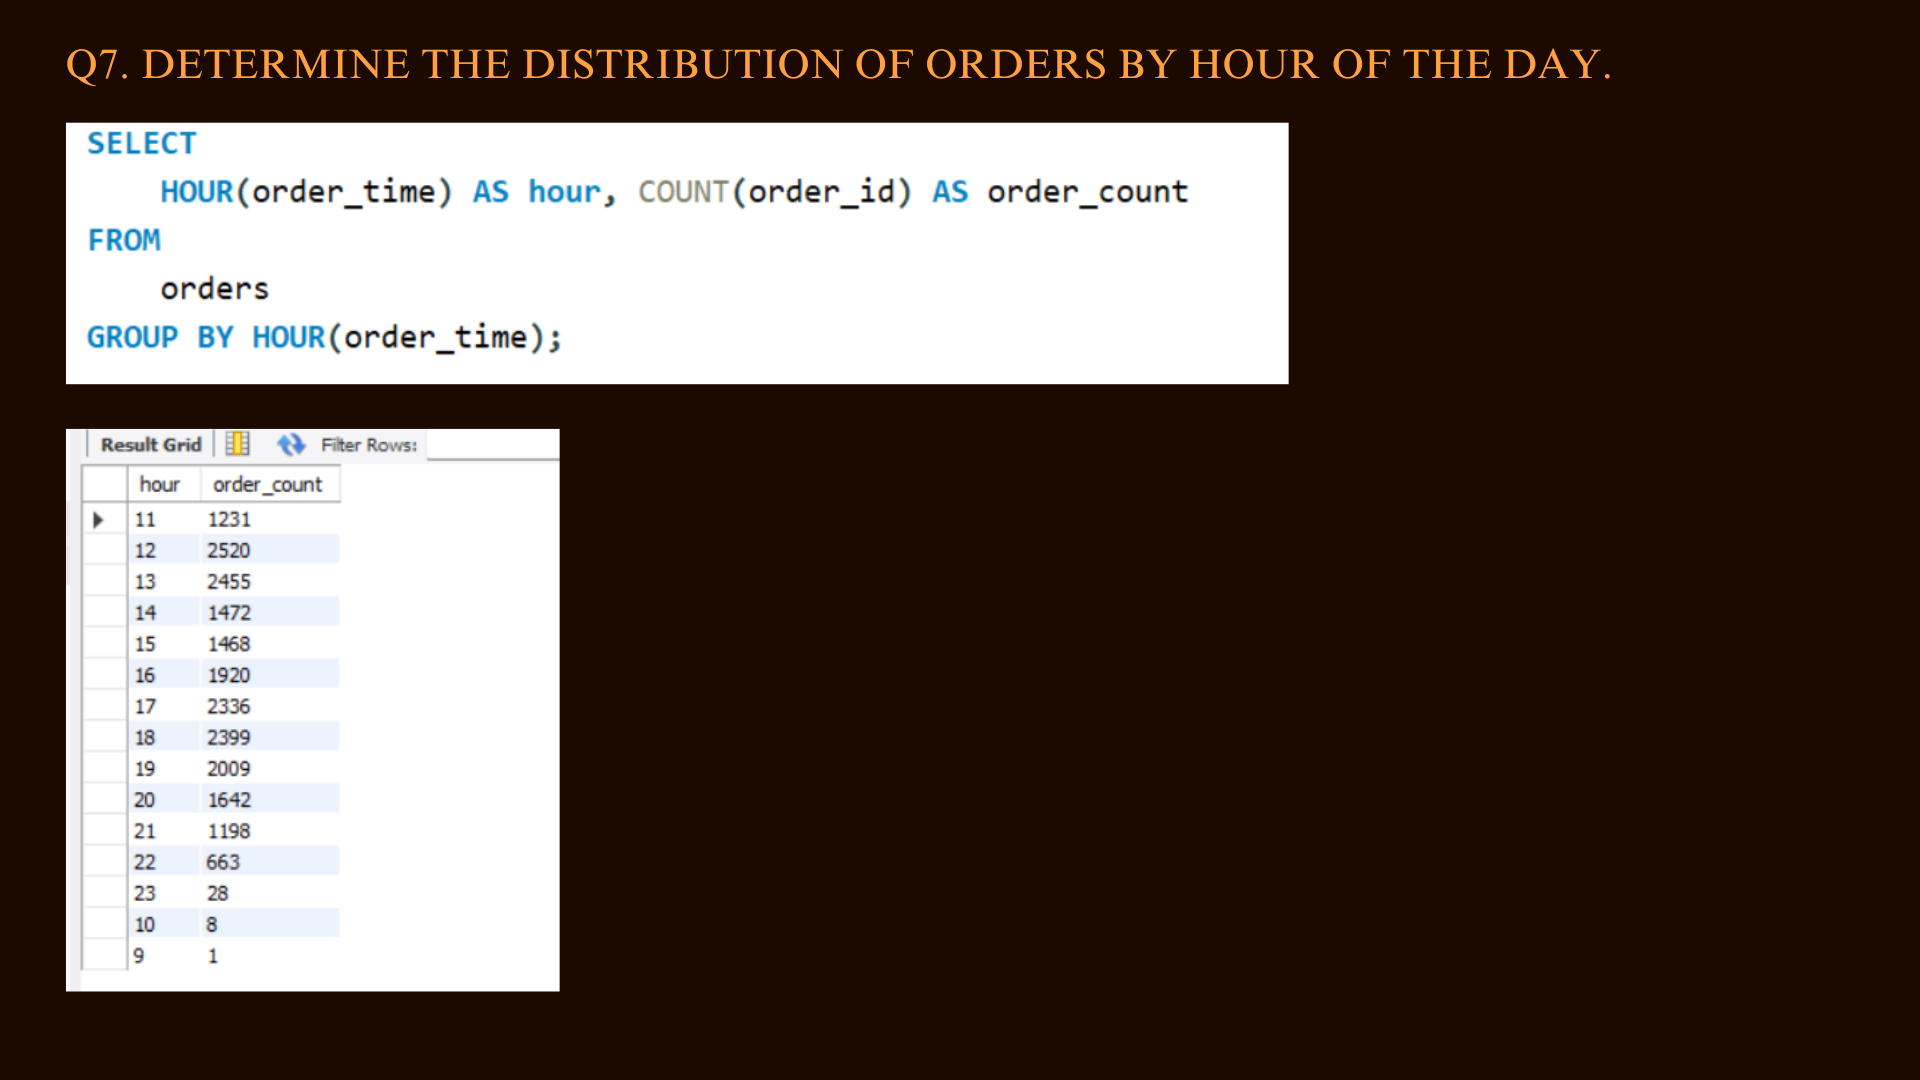 Q7. DETERMINE THE DISTRIBUTION OF ORDERS BY HOUR OF THE DAY.
SELECT
HOUR(order_time) AS hour, COUNT(order_id) AS order_count
FROM
orders
GROUP BY HOUR(order_time);
Result Grid Filter Rows:
hour order_count
11 1231
12 2520
13 2455
14 1472
15 1468
16 1920
17 2336
18 2399
19 2009
20 1642
21 1198
22 663
23 28
10 8
9 1